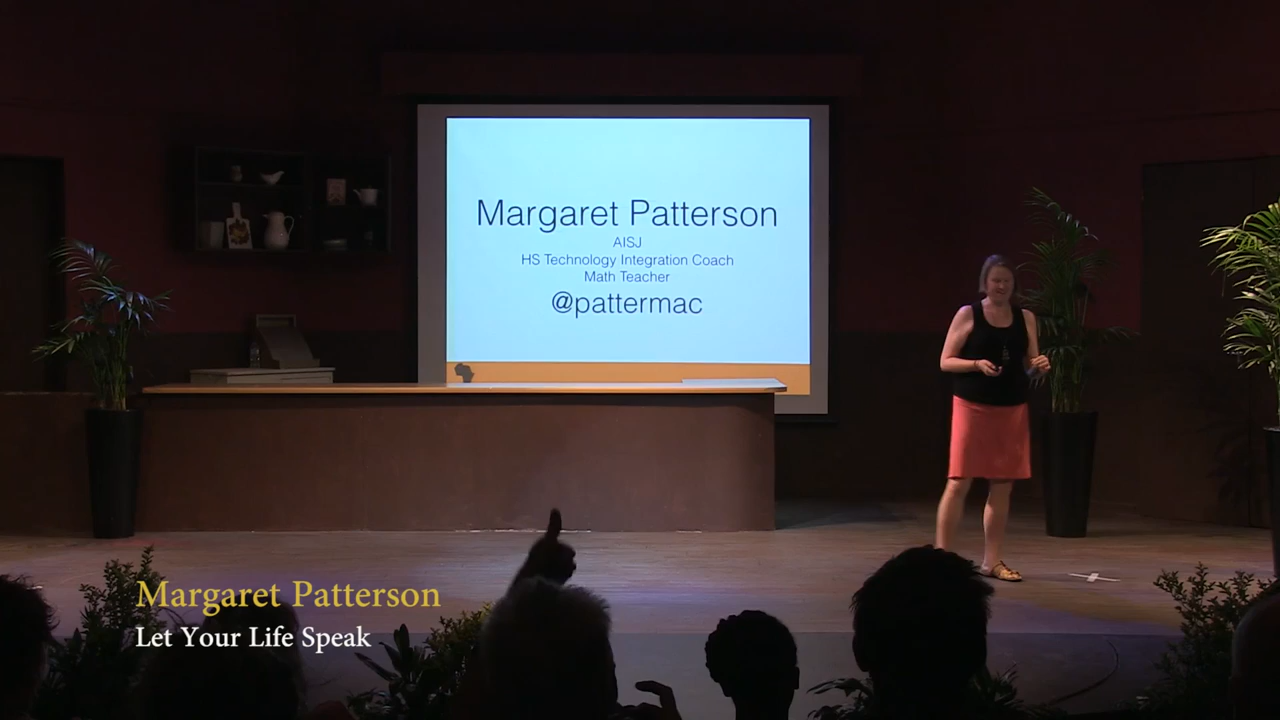 Margaret Patterson
AISJ
HS Technology Integration Coach
Math Teacher
@pattermac
Margaret Patterson
Let Your Life Speak